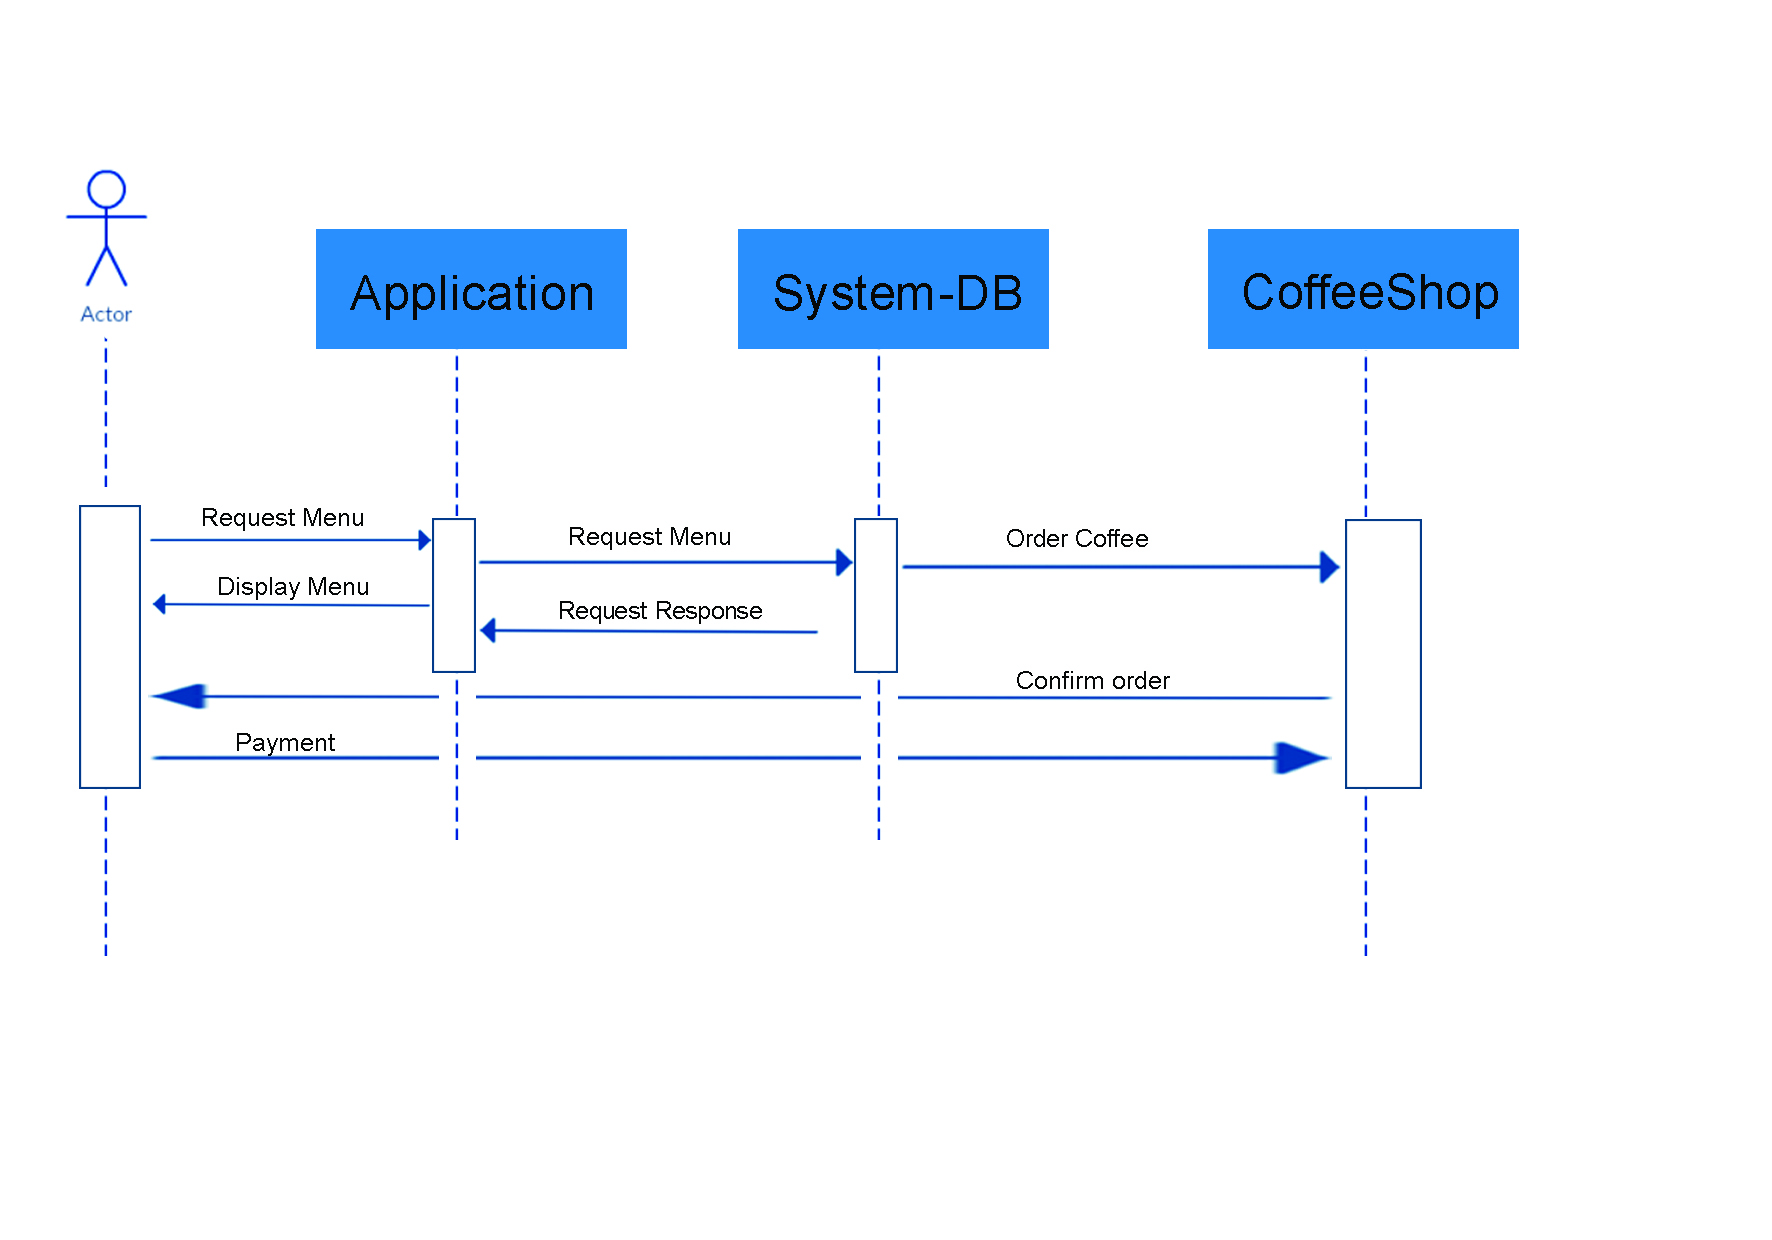 Actor
Application
System-DB
CoffeeShop
Request Menu
Request Menu
Order Coffee
Display Menu
Request Response
Confirm order
Payment